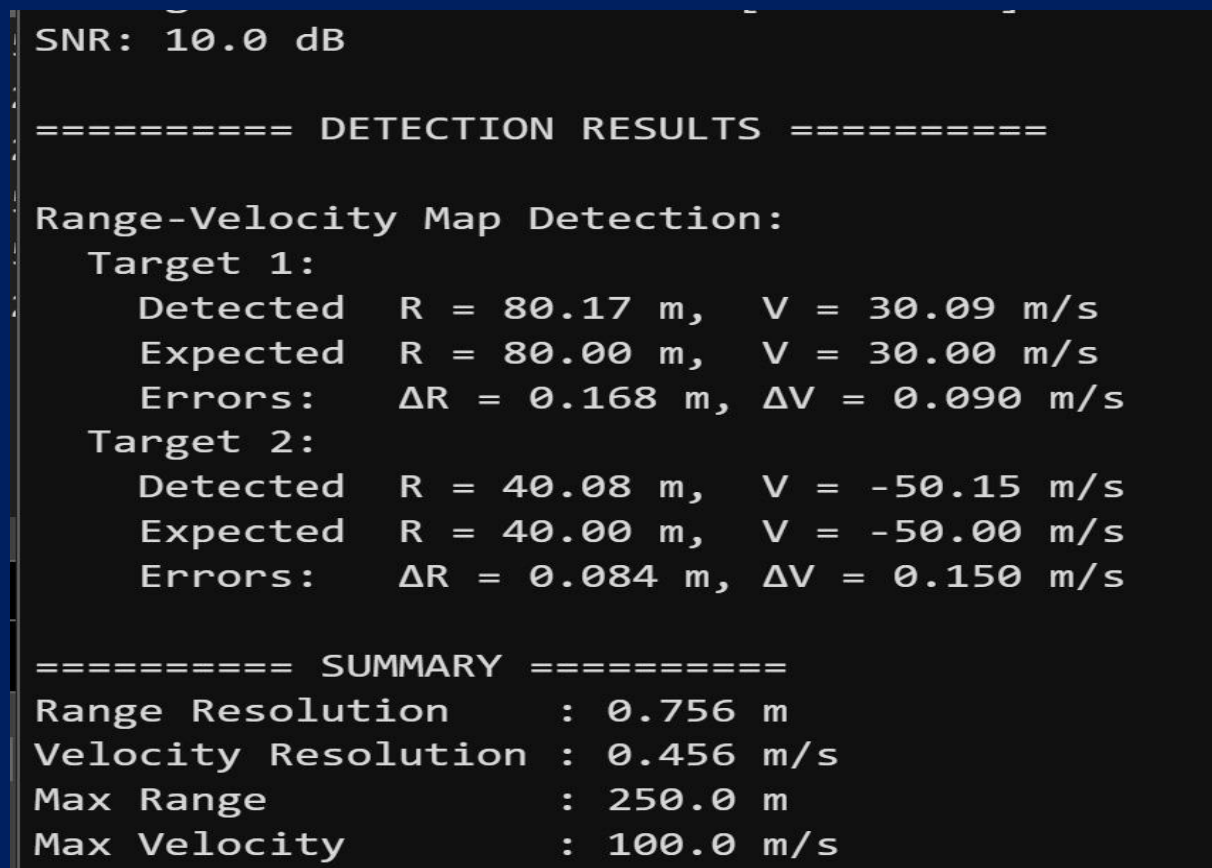 SNR: 10.0 dB
========== DETECTION RESULTS ==========
Range-Velocity Map Detection:
Target 1:
Detected R = 80.17 m, V = 30.09 m/s
Expected R = 80.00 m, V = 30.00 m/s
Errors: ΔR = 0.168 m, ΔV = 0.090 m/s
Target 2:
Detected R = 40.08 m, V = -50.15 m/s
Expected R = 40.00 m, V = -50.00 m/s
Errors: ΔR = 0.084 m, ΔV = 0.150 m/s
========== SUMMARY ==========
Range Resolution : 0.756 m
Velocity Resolution : 0.456 m/s
Max Range : 250.0 m
Max Velocity : 100.0 m/s